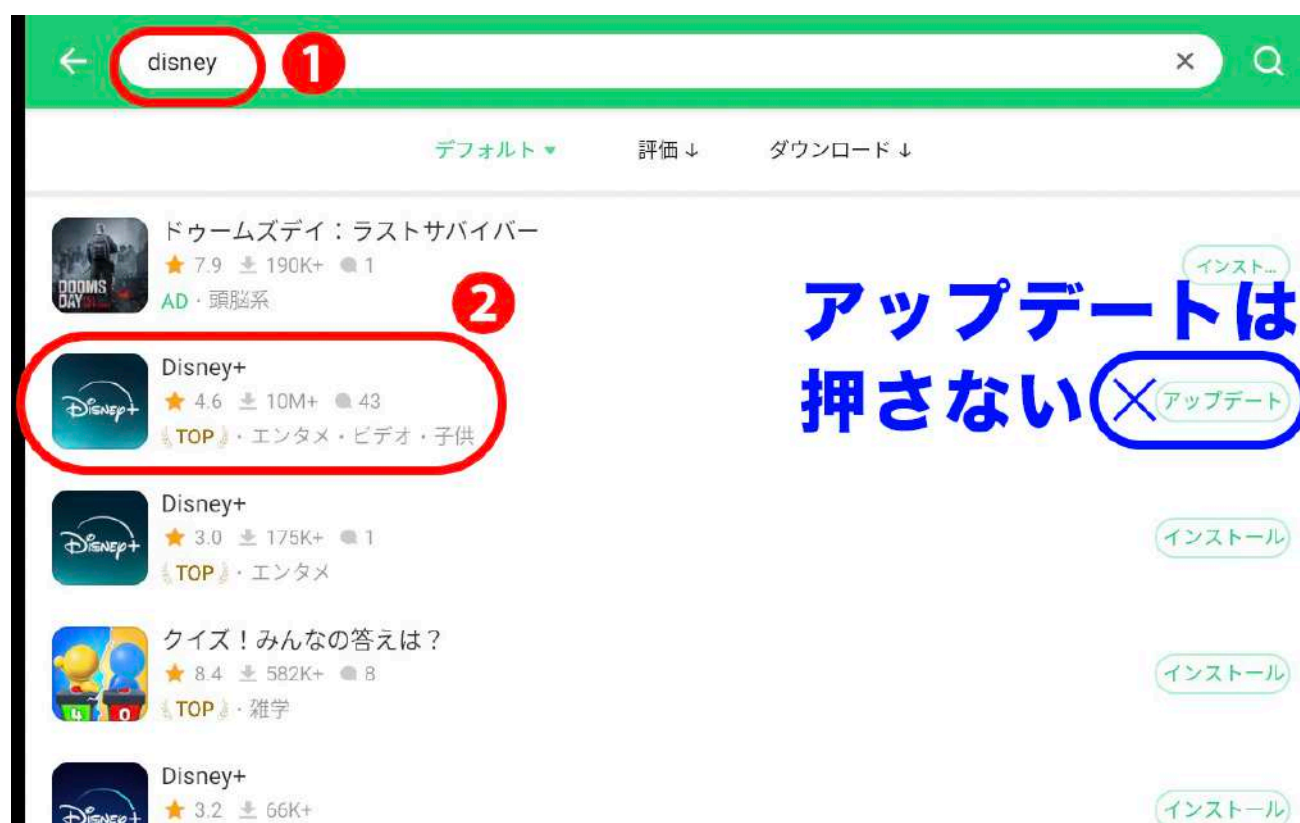 disney
1
×
デフォルト ▼ 評価 ↓ ダウンロード ↓
DOOMS
DAY
ドゥームズデイ：ラストサバイバー
7.9 190K+ 1
AD・頭脳系
インスト...
2
アップデートは
押さない
Disney+
Disney+
4.6 10M+ 43
TOP・エンタメ・ビデオ・子供
アップデート
Disney+
Disney+
3.0 175K+ 1
TOP・エンタメ
インストール
4 0
クイズ！みんなの答えは？
8.4 582K+ 8
TOP・雑学
インストール
Disney+
Disney+
3.2 66K+
インストール